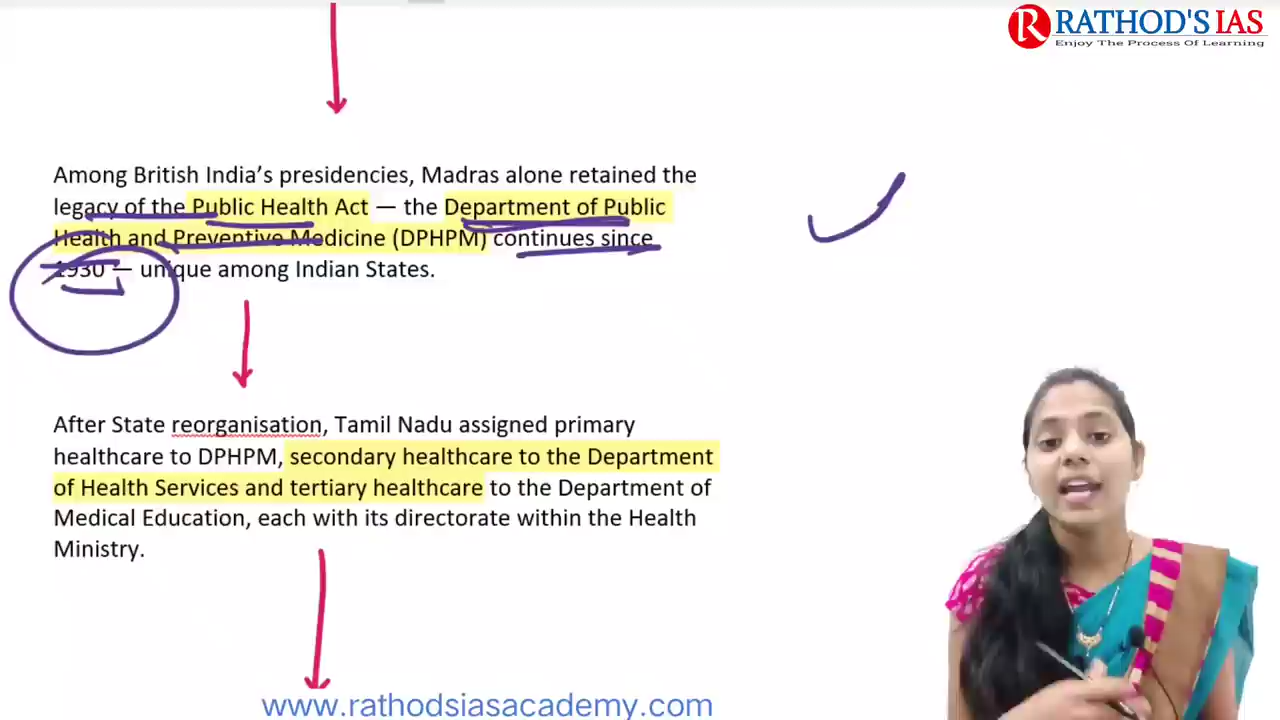 RATHOD'S IAS
Enjoy The Process Of Learning
Among British India's presidencies, Madras alone retained the
legacy of the Public Health Act — the Department of Public
Health and Preventive Medicine (DPHPM) continues since
1930 — unique among Indian States.
After State reorganisation, Tamil Nadu assigned primary
healthcare to DPHPM, secondary healthcare to the Department
of Health Services and tertiary healthcare to the Department of
Medical Education, each with its directorate within the Health
Ministry.
www.rathodsiasacademy.com